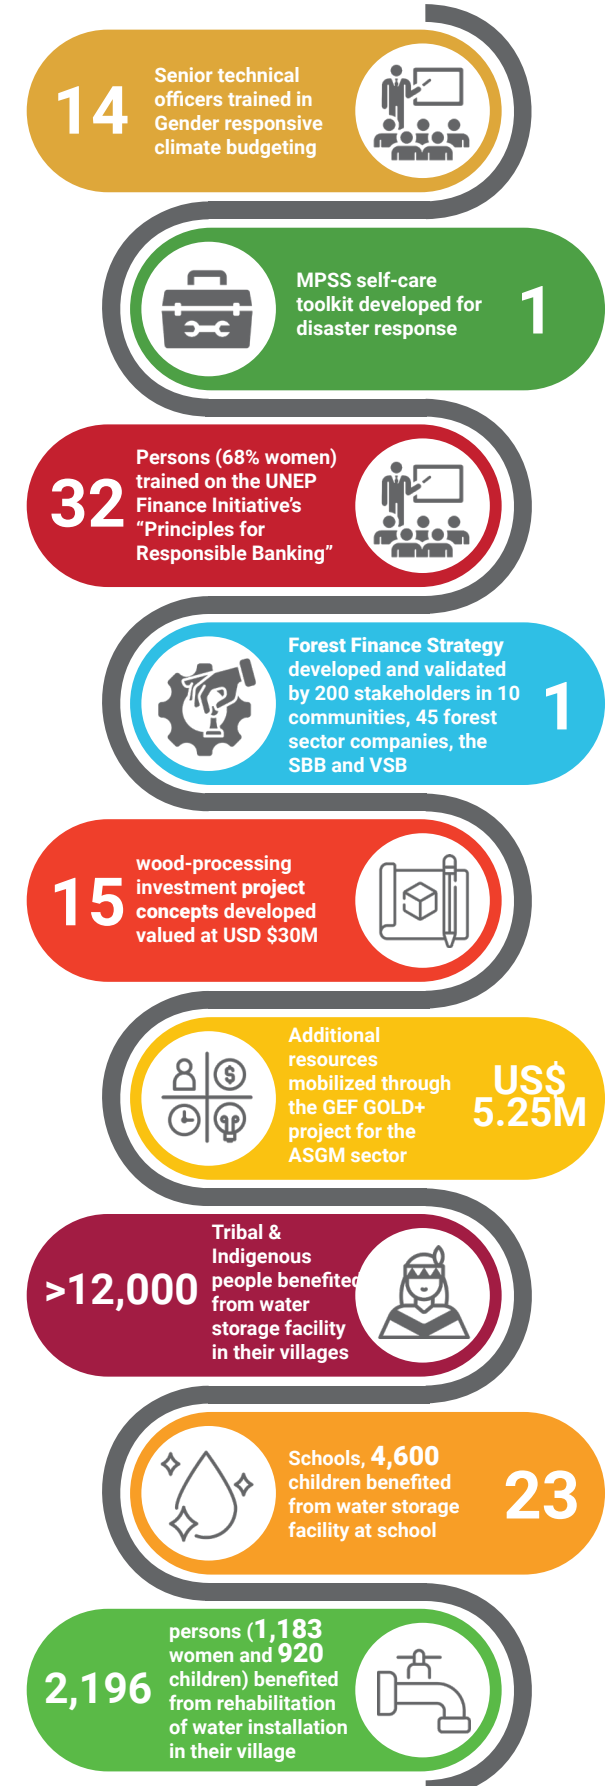 14
Senior technical
officers trained in
Gender responsive
climate budgeting
MPSS self-care
toolkit developed for
disaster response
1
32
Persons (68% women)
trained on the UNEP
Finance Initiative's
“Principles for
Responsible Banking”
Forest Finance Strategy
developed and validated
by 200 stakeholders in 10
communities, 45 forest
sector companies, the
SBB and VSB
1
15
wood-processing
investment project
concepts developed
valued at USD $30M
Additional
resources
mobilized through
the GEF GOLD+
project for the
ASGM sector
US$
5.25M
>12,000
Tribal &
Indigenous
people benefited
from water
storage facility
in their villages
Schools, 4,600
children benefited
from water storage
facility at school
23
2,196
persons (1,183
women and 920
children) benefited
from rehabilitation
of water installation
in their village